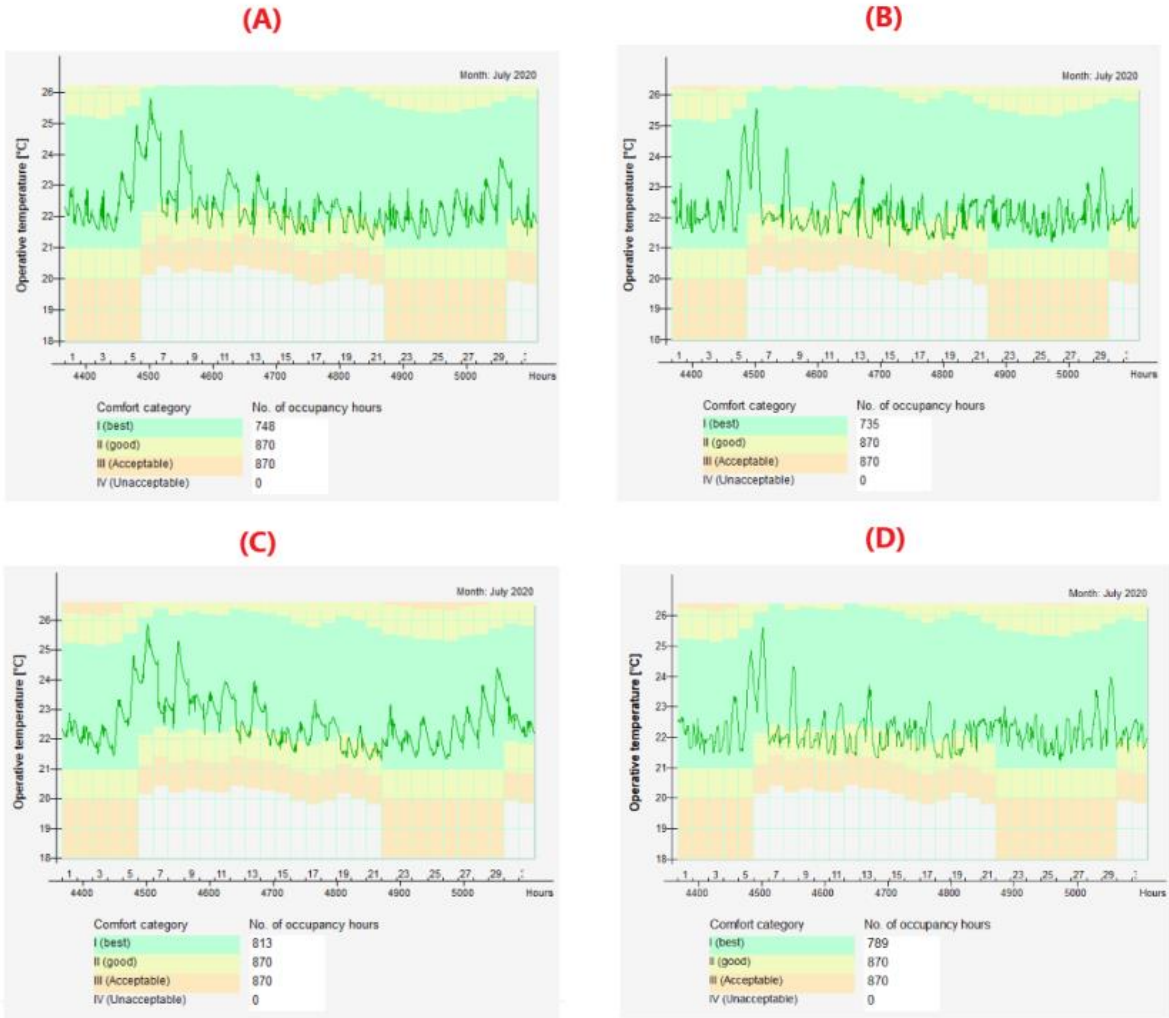 (A)
Month: July 2020
Operative temperature [°C]
26
25
24
23
22
21
20
19
18
1 3 5 7 9 11 13 15 17 19 21 23 25 27 29
4400 4500 4600 4700 4800 4900 5000 Hours
Comfort category No. of occupancy hours
I (best) 748
II (good) 870
III (Acceptable) 870
IV (Unacceptable) 0
(B)
Month: July 2020
Operative temperature [°C]
26
25
24
23
22
21
20
19
18
1 3 5 7 9 11 13 15 17 19 21 23 25 27 29
4400 4500 4600 4700 4800 4900 5000 Hours
Comfort category No. of occupancy hours
I (best) 735
II (good) 870
III (Acceptable) 870
IV (Unacceptable) 0
(C)
Month: July 2020
Operative temperature [°C]
26
25
24
23
22
21
20
19
18
1 3 5 7 9 11 13 15 17 19 21 23 25 27 29
4400 4500 4600 4700 4800 4900 5000 Hours
Comfort category No. of occupancy hours
I (best) 813
II (good) 870
III (Acceptable) 870
IV (Unacceptable) 0
(D)
Month: July 2020
Operative temperature [°C]
26
25
24
23
22
21
20
19
18
1 3 5 7 9 11 13 15 17 19 21 23 25 27 29
4400 4500 4600 4700 4800 4900 5000 Hours
Comfort category No. of occupancy hours
I (best) 789
II (good) 870
III (Acceptable) 870
IV (Unacceptable) 0